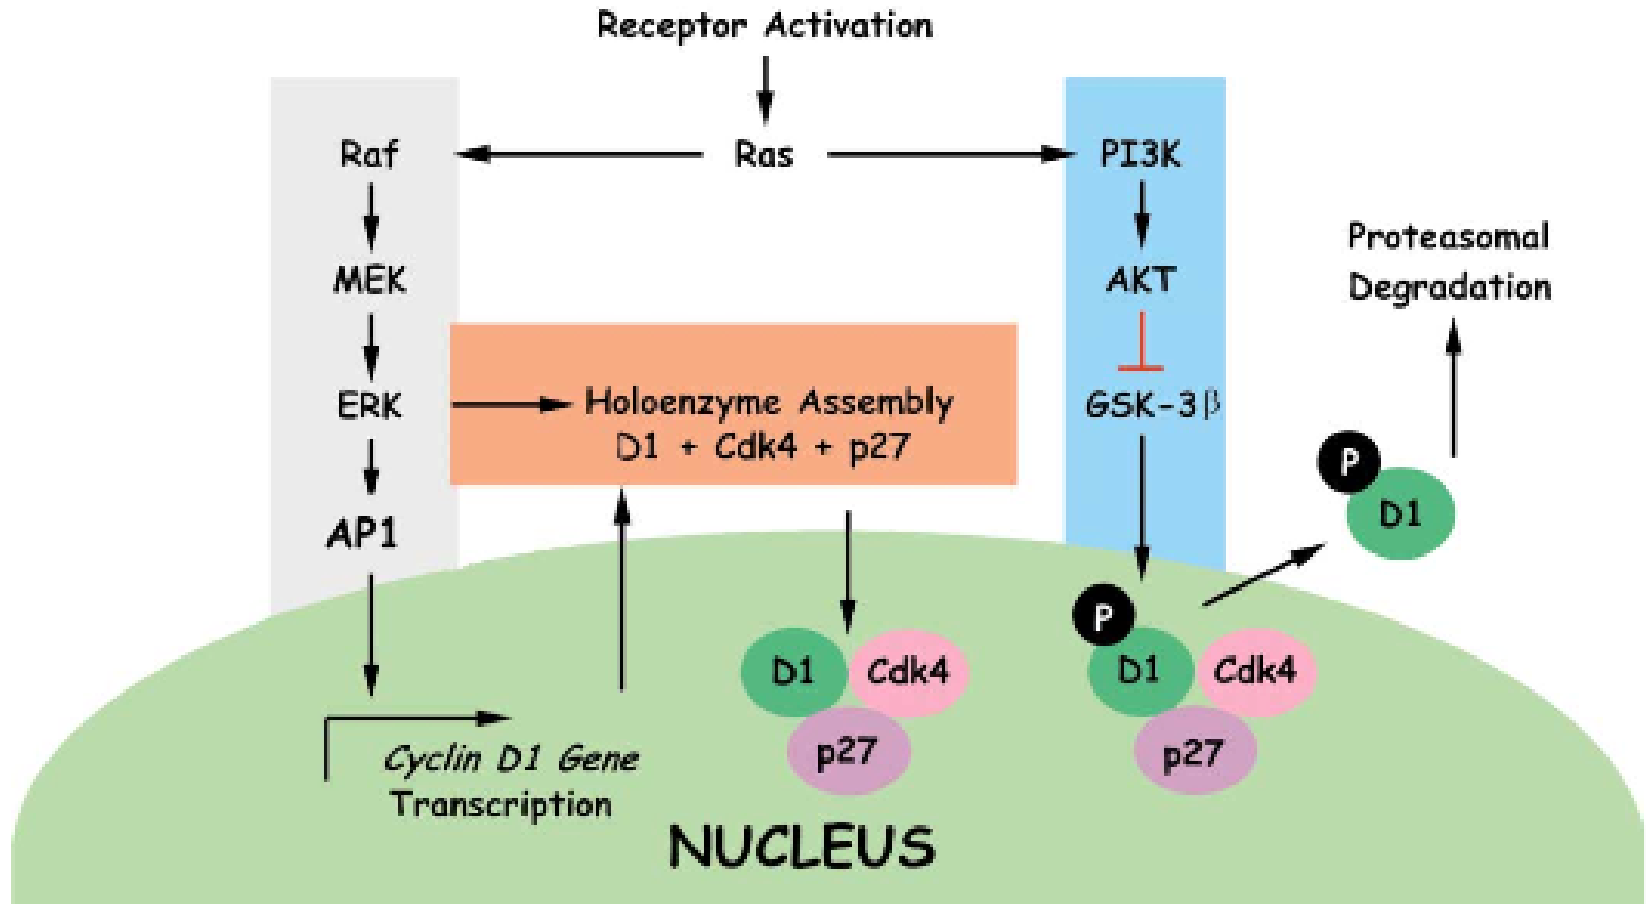 Receptor Activation
Raf
Ras
PI3K
MEK
AKT
Proteasomal
Degradation
ERK
Holoenzyme Assembly
D1 + Cdk4 + p27
GSK-3β
P
D1
AP1
P
D1
Cdk4
D1
Cdk4
p27
p27
Cyclin D1 Gene
Transcription
NUCLEUS